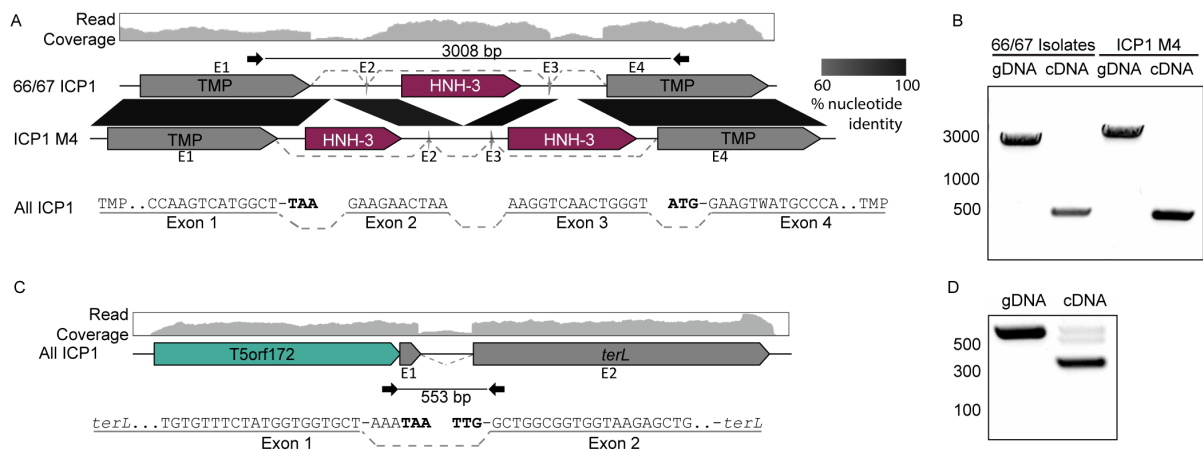 A
Read
Coverage
3008 bp
E1 E2 E3 E4
66/67 ICP1 TMP HNH-3 TMP
60 100
% nucleotide
identity
ICP1 M4 TMP HNH-3 HNH-3 TMP
E1 E2 E3 E4
All ICP1 TMP..CCAAGTCATGGCT-TAA GAAGAACTAA AAGGTCAACTGGGT ATG-GAAGTWATGCCCA..TMP
Exon 1 Exon 2 Exon 3 Exon 4
B
66/67 Isolates ICP1 M4
gDNA cDNA gDNA cDNA
3000
1000
500
C
Read
Coverage
All ICP1 T5orf172 terL
E1 E2
553 bp
terL...TGTGTTTCTATGGTGGTGCT-AAATAA TTG-GCTGGCGGTGGTAAGAGCTG..-terL
Exon 1 Exon 2
D
gDNA cDNA
500
300
100